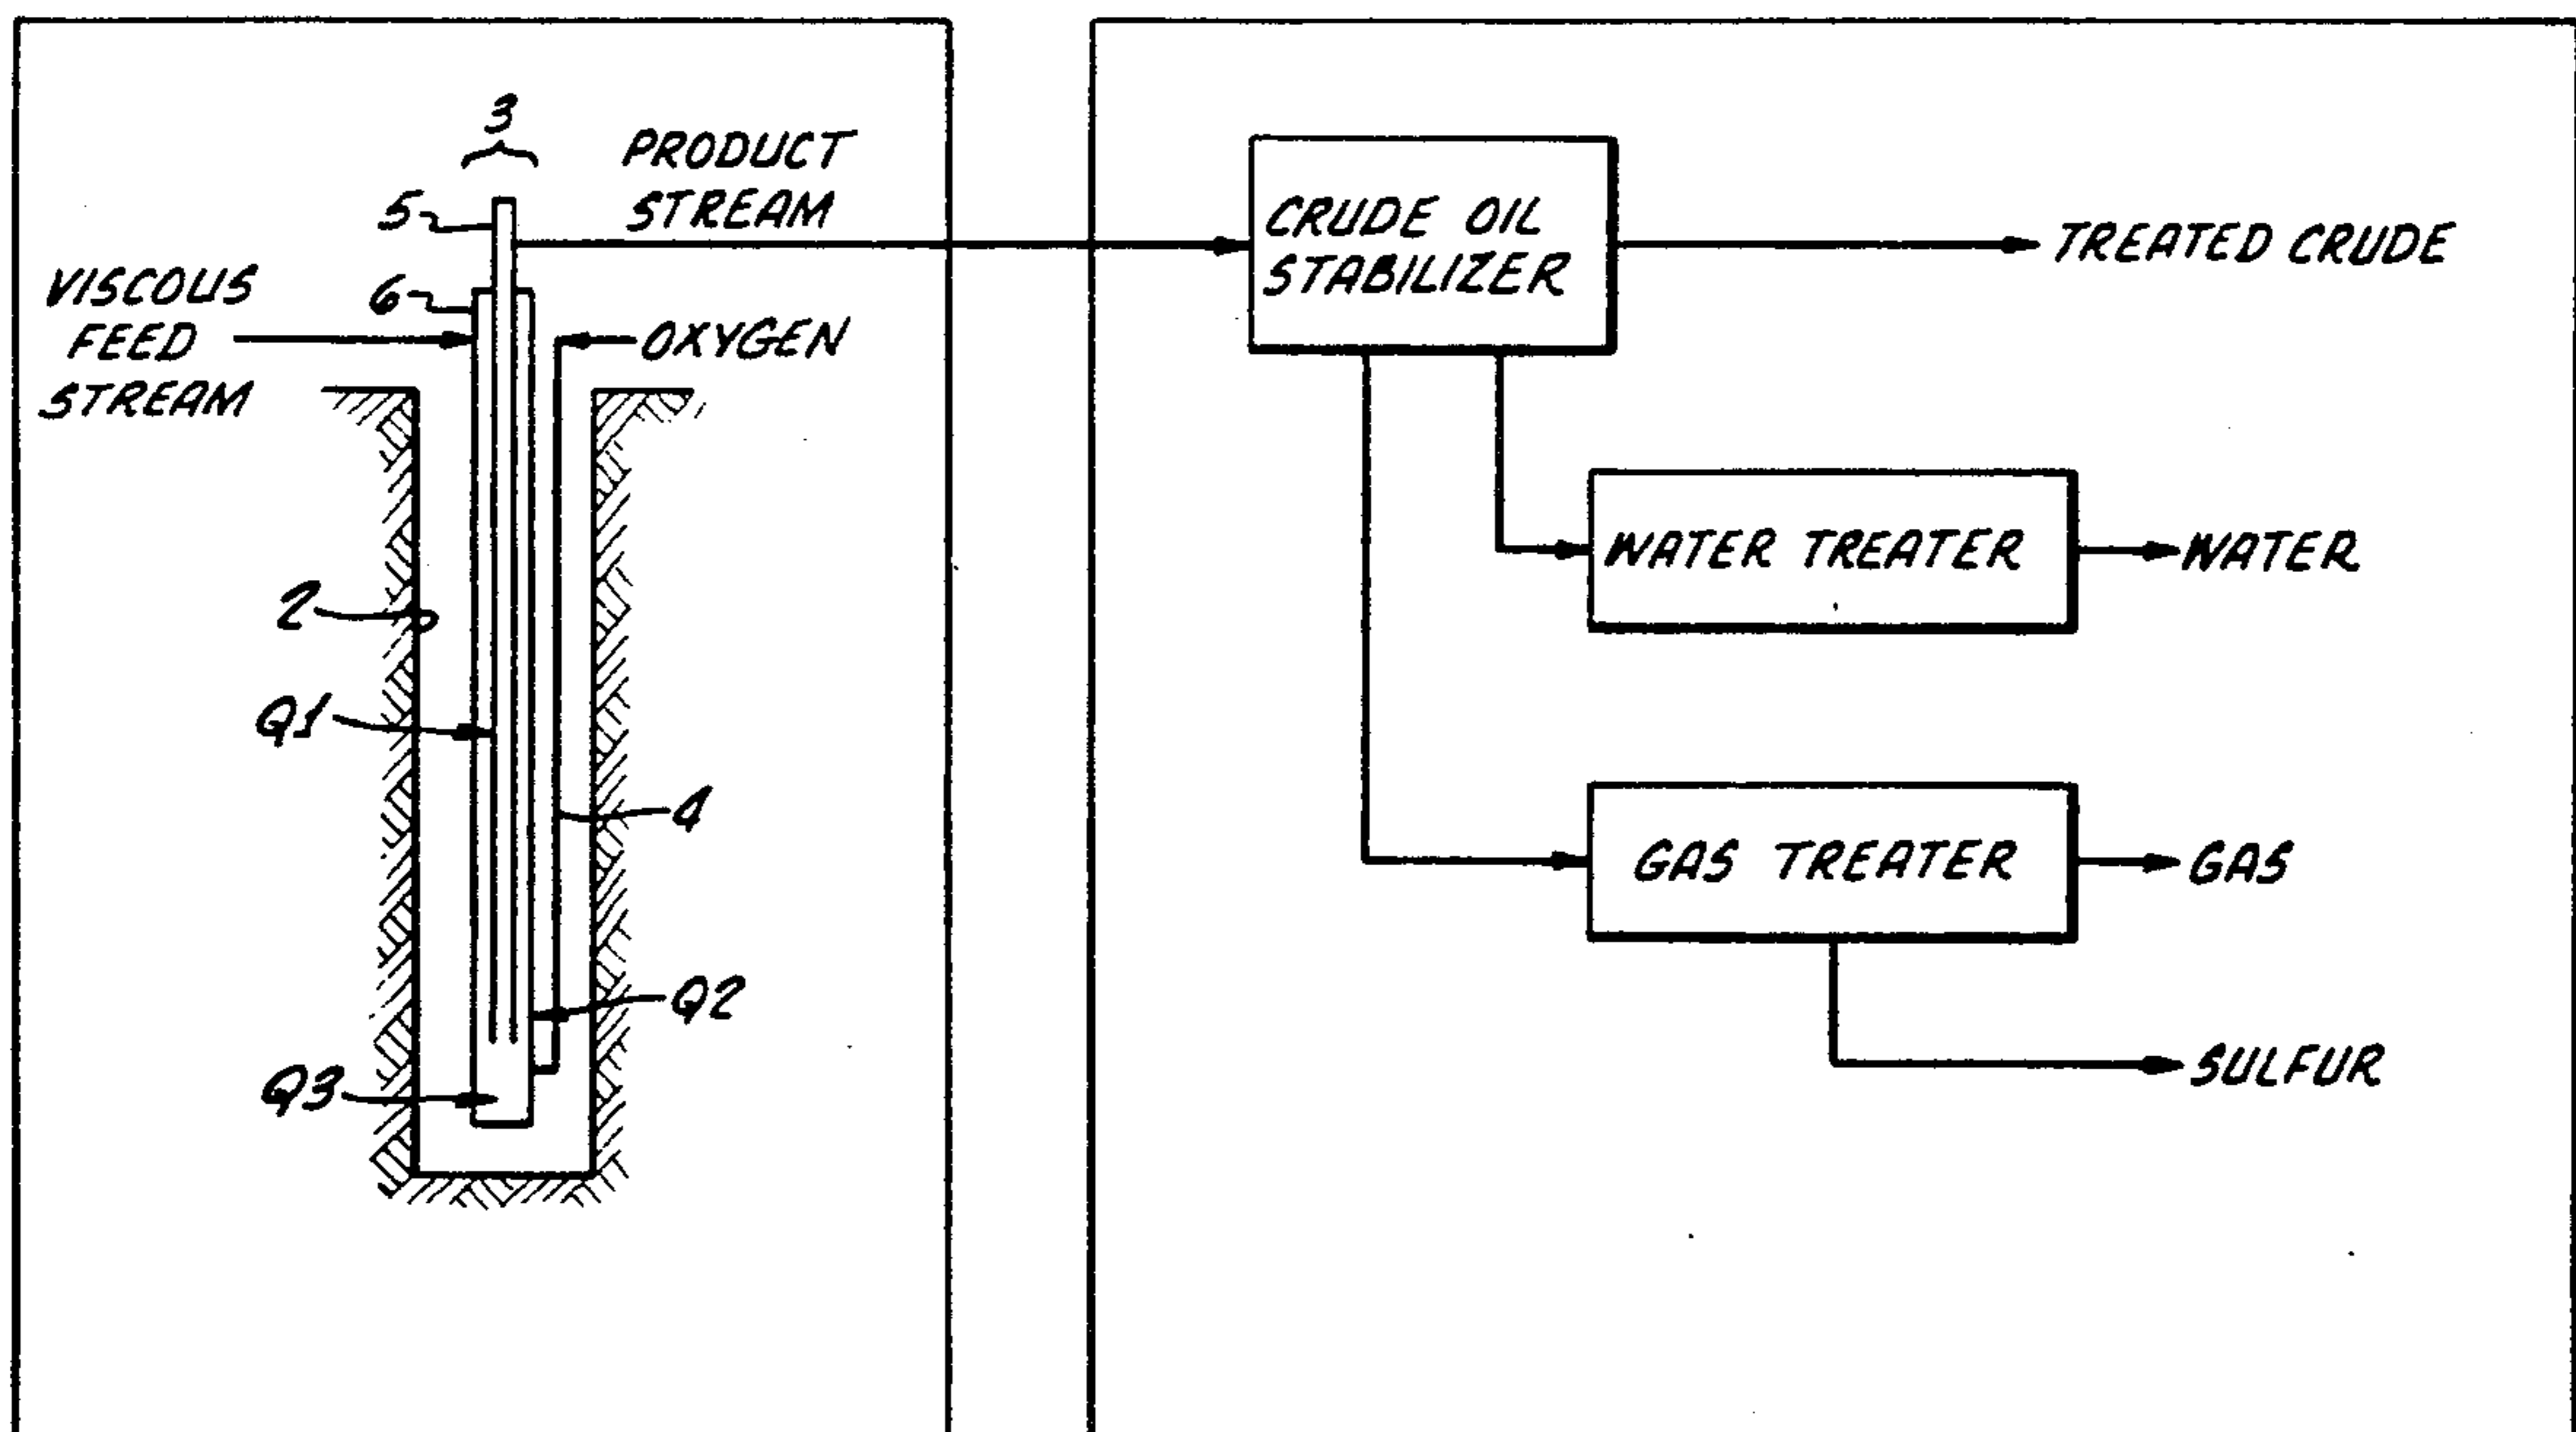 3
PRODUCT
STREAM
5
VISCOUS
FEED
STREAM
6
OXYGEN
2
Q1
4
Q2
Q3
CRUDE OIL
STABILIZER
TREATED CRUDE
WATER TREATER
WATER
GAS TREATER
GAS
SULFUR